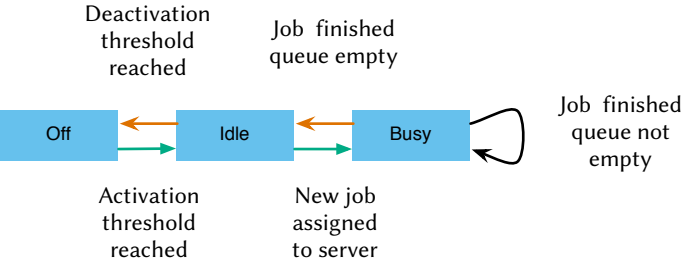 Deactivation
threshold
reached
Job finished
queue empty
Off
Idle
Busy
Job finished
queue not
empty
Activation
threshold
reached
New job
assigned
to server